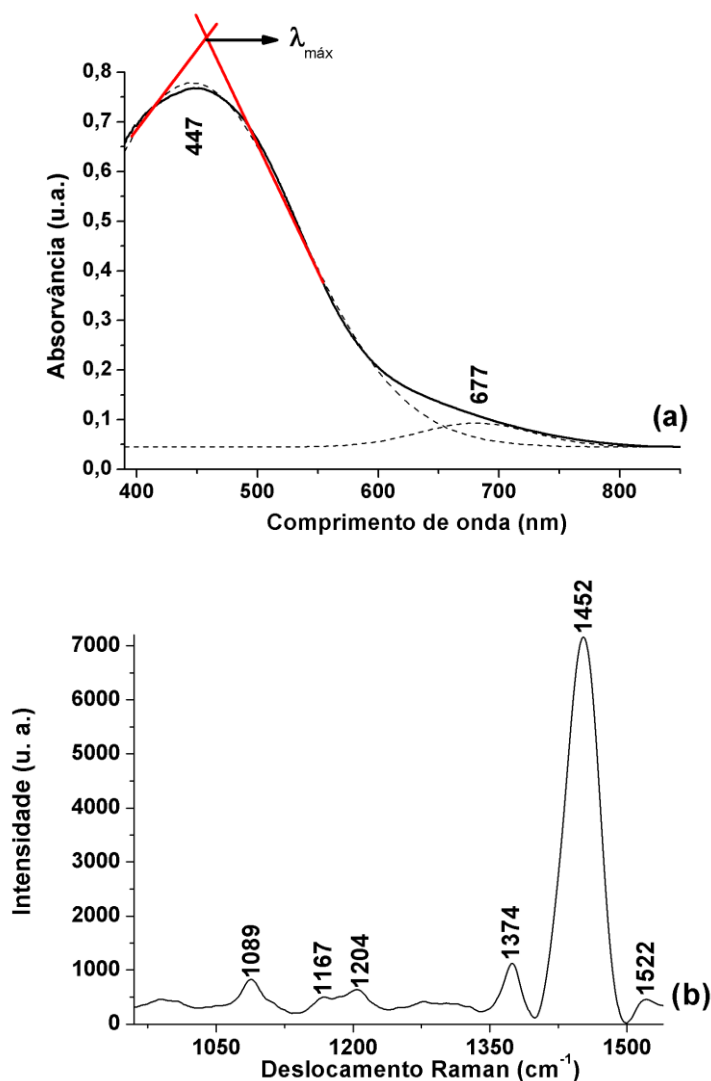 λmáx
0,8
0,7
0,6
0,5
0,4
0,3
0,2
0,1
0,0
Absorvância (u.a.)
447
677
(a)
400 500 600 700 800
Comprimento de onda (nm)
7000
6000
5000
4000
3000
2000
1000
0
Intensidade (u. a.)
1089
1167
1204
1374
1452
1522
(b)
1050 1200 1350 1500
Deslocamento Raman (cm⁻¹)